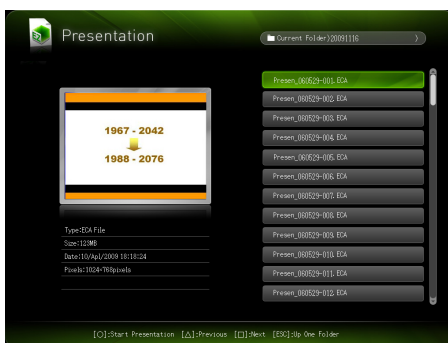 Presentation
Current Folder)20091116
Presen_060529-001.ECA
Presen_060529-002.ECA
Presen_060529-003.ECA
Presen_060529-004.ECA
Presen_060529-005.ECA
Presen_060529-006.ECA
Presen_060529-007.ECA
Presen_060529-008.ECA
Presen_060529-009.ECA
Presen_060529-010.ECA
Presen_060529-011.ECA
Presen_060529-012.ECA
1967 - 2042
1988 - 2076
Type:ECA File
Size:123MB
Date:10/Apl/2009 18:18:24
Pixels:1024*768pixels
[○]:Start Presentation [△]:Previous [□]:Next [ESC]:Up One Folder